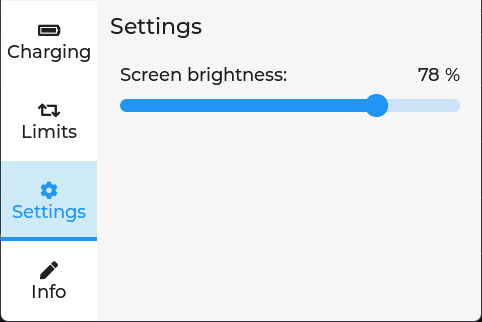 Charging
Limits
Settings
Info
Settings
Screen brightness: 78 %